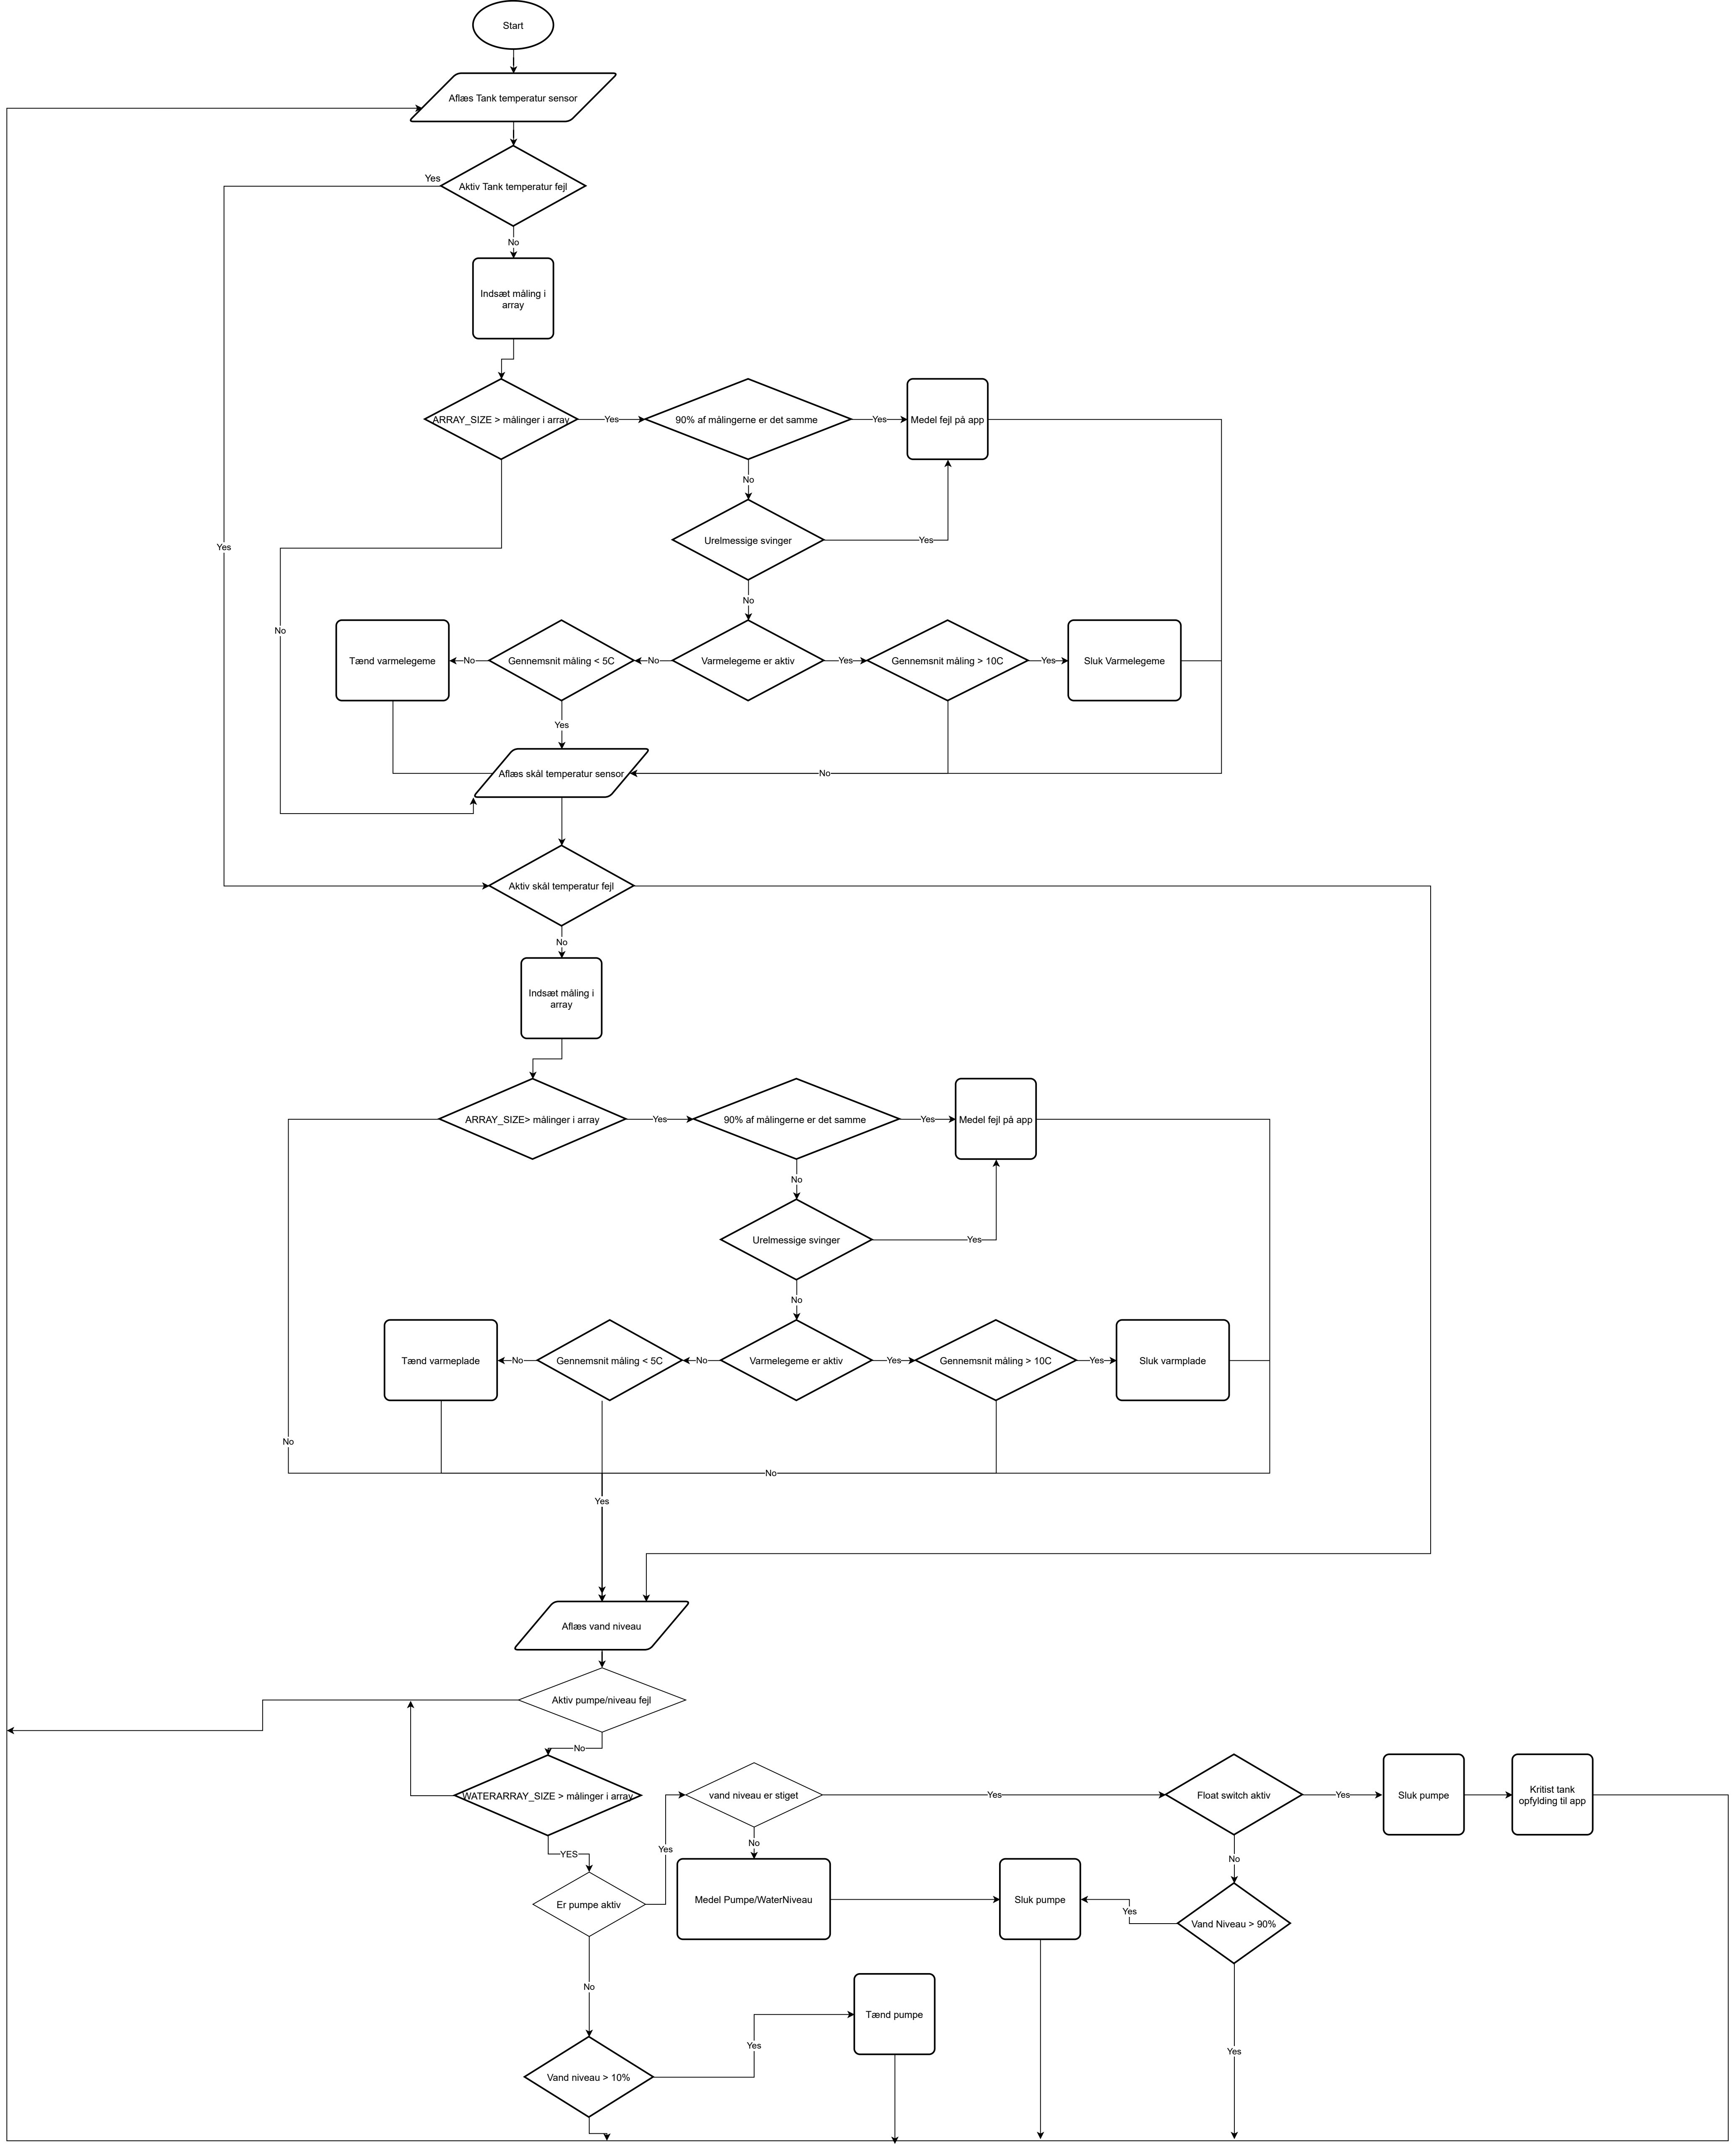 Start
Aflæs Tank temperatur sensor
Yes
Aktiv Tank temperatur fejl
No
Indsæt måling i
array
ARRAY_SIZE > målinger i array
Yes
90% af målingerne er det samme
Yes
Medel fejl på app
No
Urelmessige svinger
Yes
Yes
No
No
Tænd varmelegeme
No
Gennemsnit måling < 5C
No
Varmelegeme er aktiv
Yes
Gennemsnit måling > 10C
Yes
Sluk Varmelegeme
Yes
Aflæs skål temperatur sensor
No
Aktiv skål temperatur fejl
No
Indsæt måling i
array
ARRAY_SIZE> målinger i array
Yes
90% af målingerne er det samme
Yes
Medel fejl på app
No
Urelmessige svinger
Yes
No
Tænd varmeplade
No
Gennemsnit måling < 5C
No
Varmelegeme er aktiv
Yes
Gennemsnit måling > 10C
Yes
Sluk varmplade
No
No
Yes
Aflæs vand niveau
Aktiv pumpe/niveau fejl
No
WATERARRAY_SIZE > målinger i array
vand niveau er stiget
Yes
Float switch aktiv
Yes
Sluk pumpe
Kritist tank
opfylding til app
No
Yes
YES
No
Er pumpe aktiv
Medel Pumpe/WaterNiveau
Sluk pumpe
Yes
Vand Niveau > 90%
No
Tænd pumpe
Yes
Yes
Vand niveau > 10%